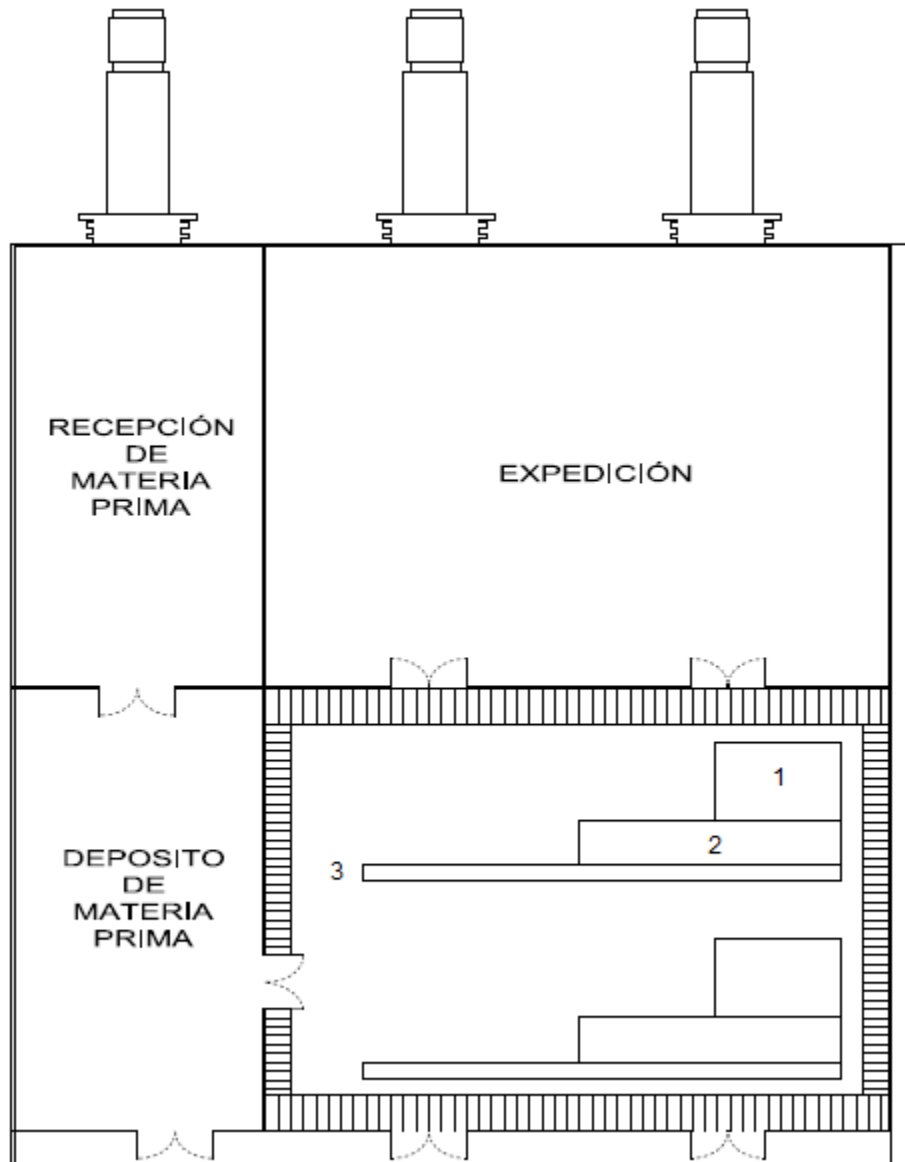 RECEPCIÓN
DE
MATERIA
PRIMA
EXPEDICIÓN
1
2
3
DEPOSITO
DE
MATERIA
PRIMA